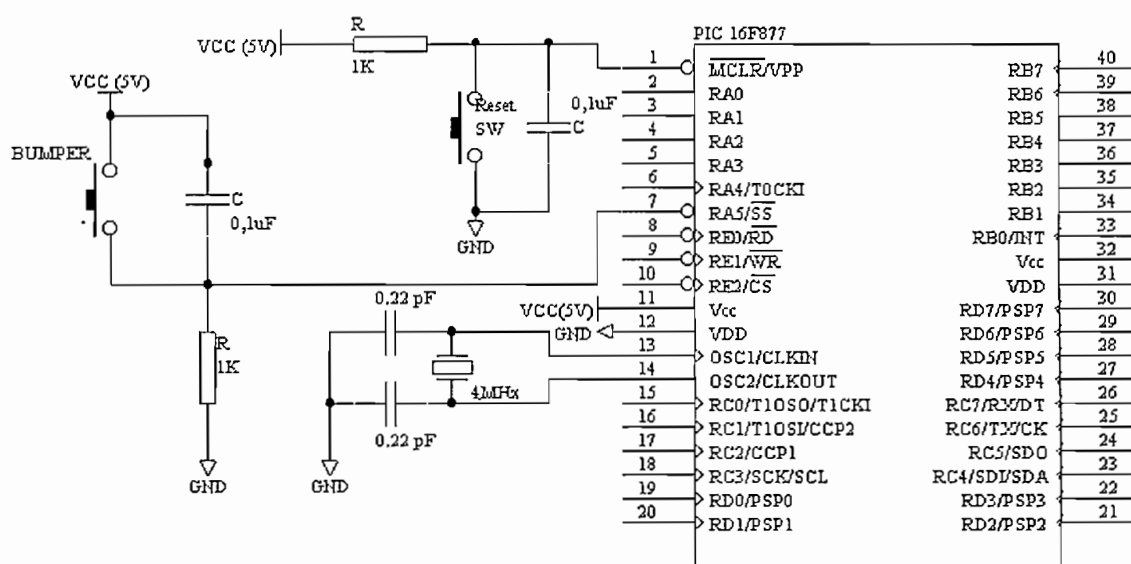 PIC 16F877
R
VCC (5V)
1K
Reset
SW
0,1uF
C
GND
VCC (5V)
BUMPER
C
0,1uF
R
1K
GND
0.22 pF
4MHx
0.22 pF
GND
VCC(5V)
GND
1 MCLR/VPP
2 RA0
3 RA1
4 RA2
5 RA3
6 RA4/T0CKI
7 RA5/SS
8 RE0/RD
9 RE1/WR
10 RE2/CS
11 Vcc
12 VDD
13 OSC1/CLKIN
14 OSC2/CLKOUT
15 RC0/T1OSO/T1CKI
16 RC1/T1OSI/CCP2
17 RC2/CCP1
18 RC3/SCK/SCL
19 RD0/PSP0
20 RD1/PSP1
RB7 40
RB6 39
RB5 38
RB4 37
RB3 36
RB2 35
RB1 34
RB0/INT 33
Vcc 32
VDD 31
RD7/PSP7 30
RD6/PSP6 29
RD5/PSP5 28
RD4/PSP4 27
RC7/RX/DT 26
RC6/TX/CK 25
RC5/SDO 24
RC4/SDI/SDA 23
RD3/PSP3 22
RD2/PSP2 21